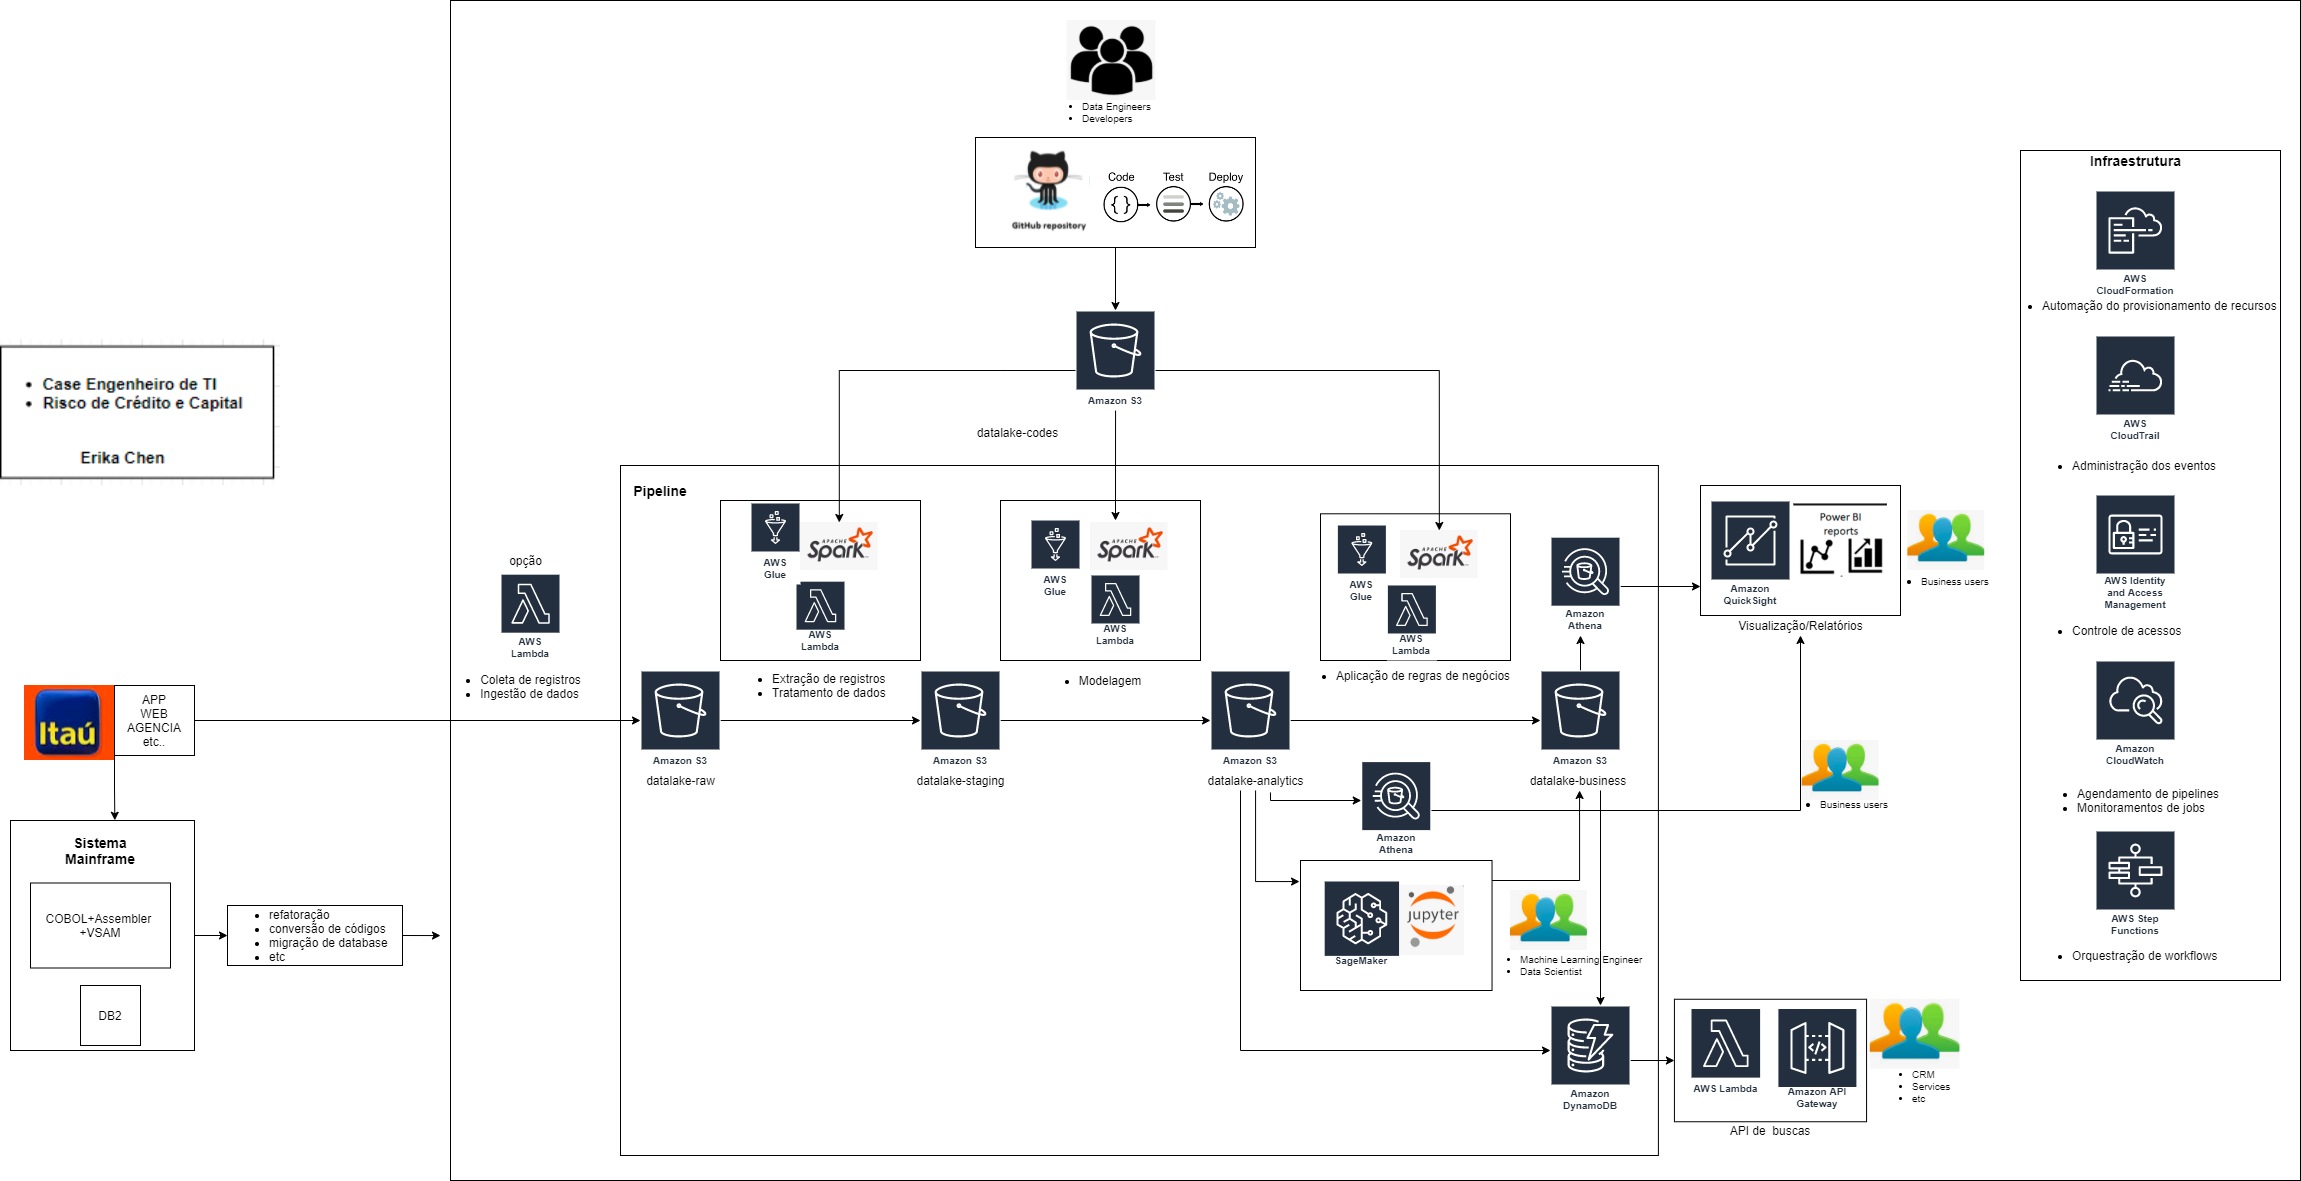 Data Engineers
Developers
GitHub repository
Code
Test
Deploy
Amazon S3
datalake-codes
Case Engenheiro de TI
Risco de Crédito e Capital
Erika Chen
Pipeline
AWS
Glue
APACHE
Spark
AWS
Lambda
Extração de registros
Tratamento de dados
AWS
Glue
APACHE
Spark
AWS
Lambda
Modelagem
AWS
Glue
APACHE
Spark
AWS
Lambda
Aplicação de regras de negócios
opção
AWS
Lambda
Coleta de registros
Ingestão de dados
Itaú
APP
WEB
AGENCIA
etc..
Amazon S3
datalake-raw
Amazon S3
datalake-staging
Amazon S3
datalake-analytics
Amazon S3
datalake-business
Amazon
Athena
Amazon
QuickSight
Power BI
reports
Visualização/Relatórios
Business users
Amazon
Athena
Business users
Sistema
Mainframe
COBOL+Assembler
+VSAM
DB2
refatoração
conversão de códigos
migração de database
etc
SageMaker
jupyter
Machine Learning Engineer
Data Scientist
Amazon
DynamoDB
AWS Lambda
Amazon API
Gateway
API de buscas
CRM
Services
etc
Infraestrutura
AWS
CloudFormation
Automação do provisionamento de recursos
AWS
CloudTrail
Administração dos eventos
AWS Identity
and Access
Management
Controle de acessos
Amazon
CloudWatch
Agendamento de pipelines
Monitoramentos de jobs
AWS Step
Functions
Orquestração de workflows